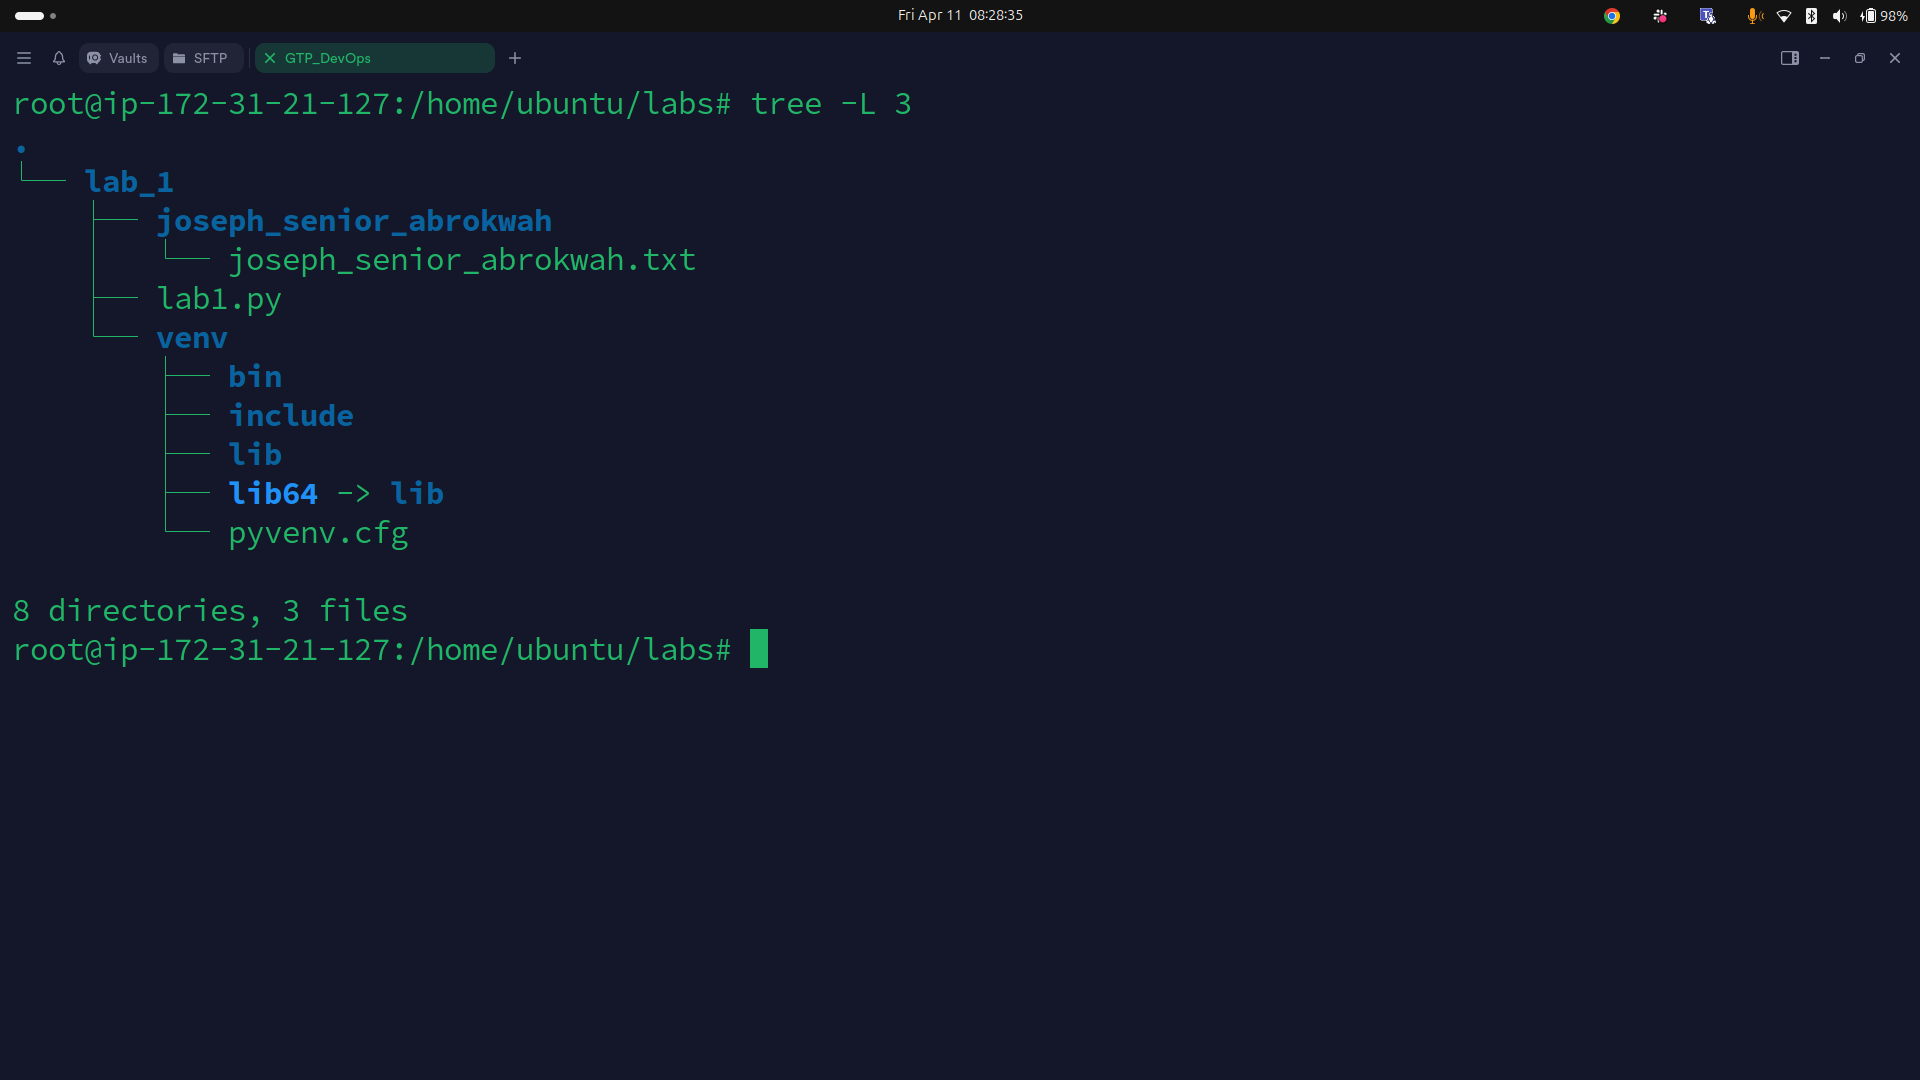 Fri Apr 11 08:28:35
98%
Vaults
SFTP
GTP_DevOps
root@ip-172-31-21-127:/home/ubuntu/labs# tree -L 3
.
└── lab_1
    ├── joseph_senior_abrokwah
    │   └── joseph_senior_abrokwah.txt
    ├── lab1.py
    └── venv
        ├── bin
        ├── include
        ├── lib
        ├── lib64 -> lib
        └── pyvenv.cfg
8 directories, 3 files
root@ip-172-31-21-127:/home/ubuntu/labs#